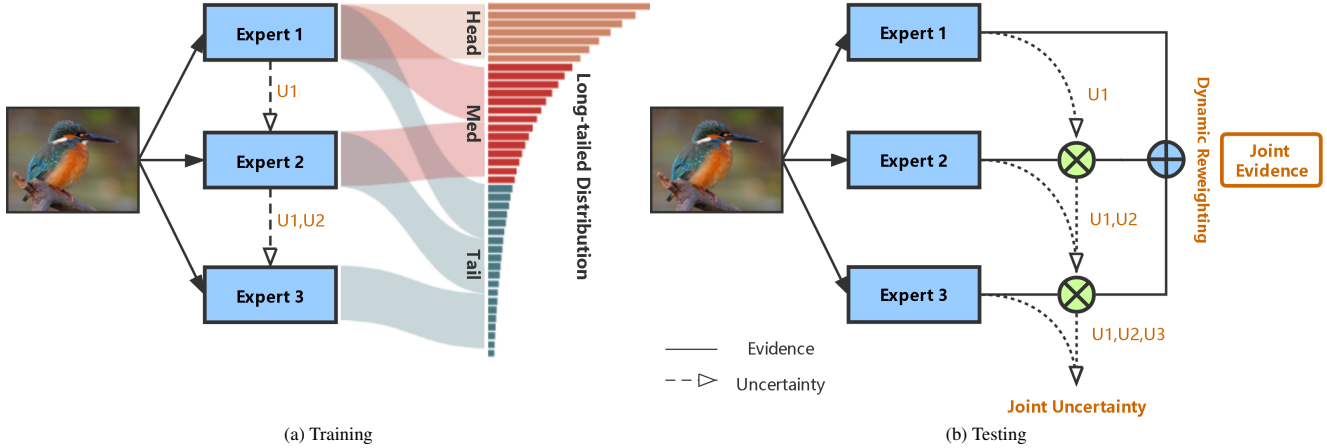 Expert 1
U1
Expert 2
U1,U2
Expert 3
Head
Med
Tail
Long-tailed Distribution
(a) Training
Expert 1
U1
Expert 2
U1,U2
Expert 3
U1,U2,U3
Joint Uncertainty
Dynamic Reweighting
Joint
Evidence
Evidence
Uncertainty
(b) Testing